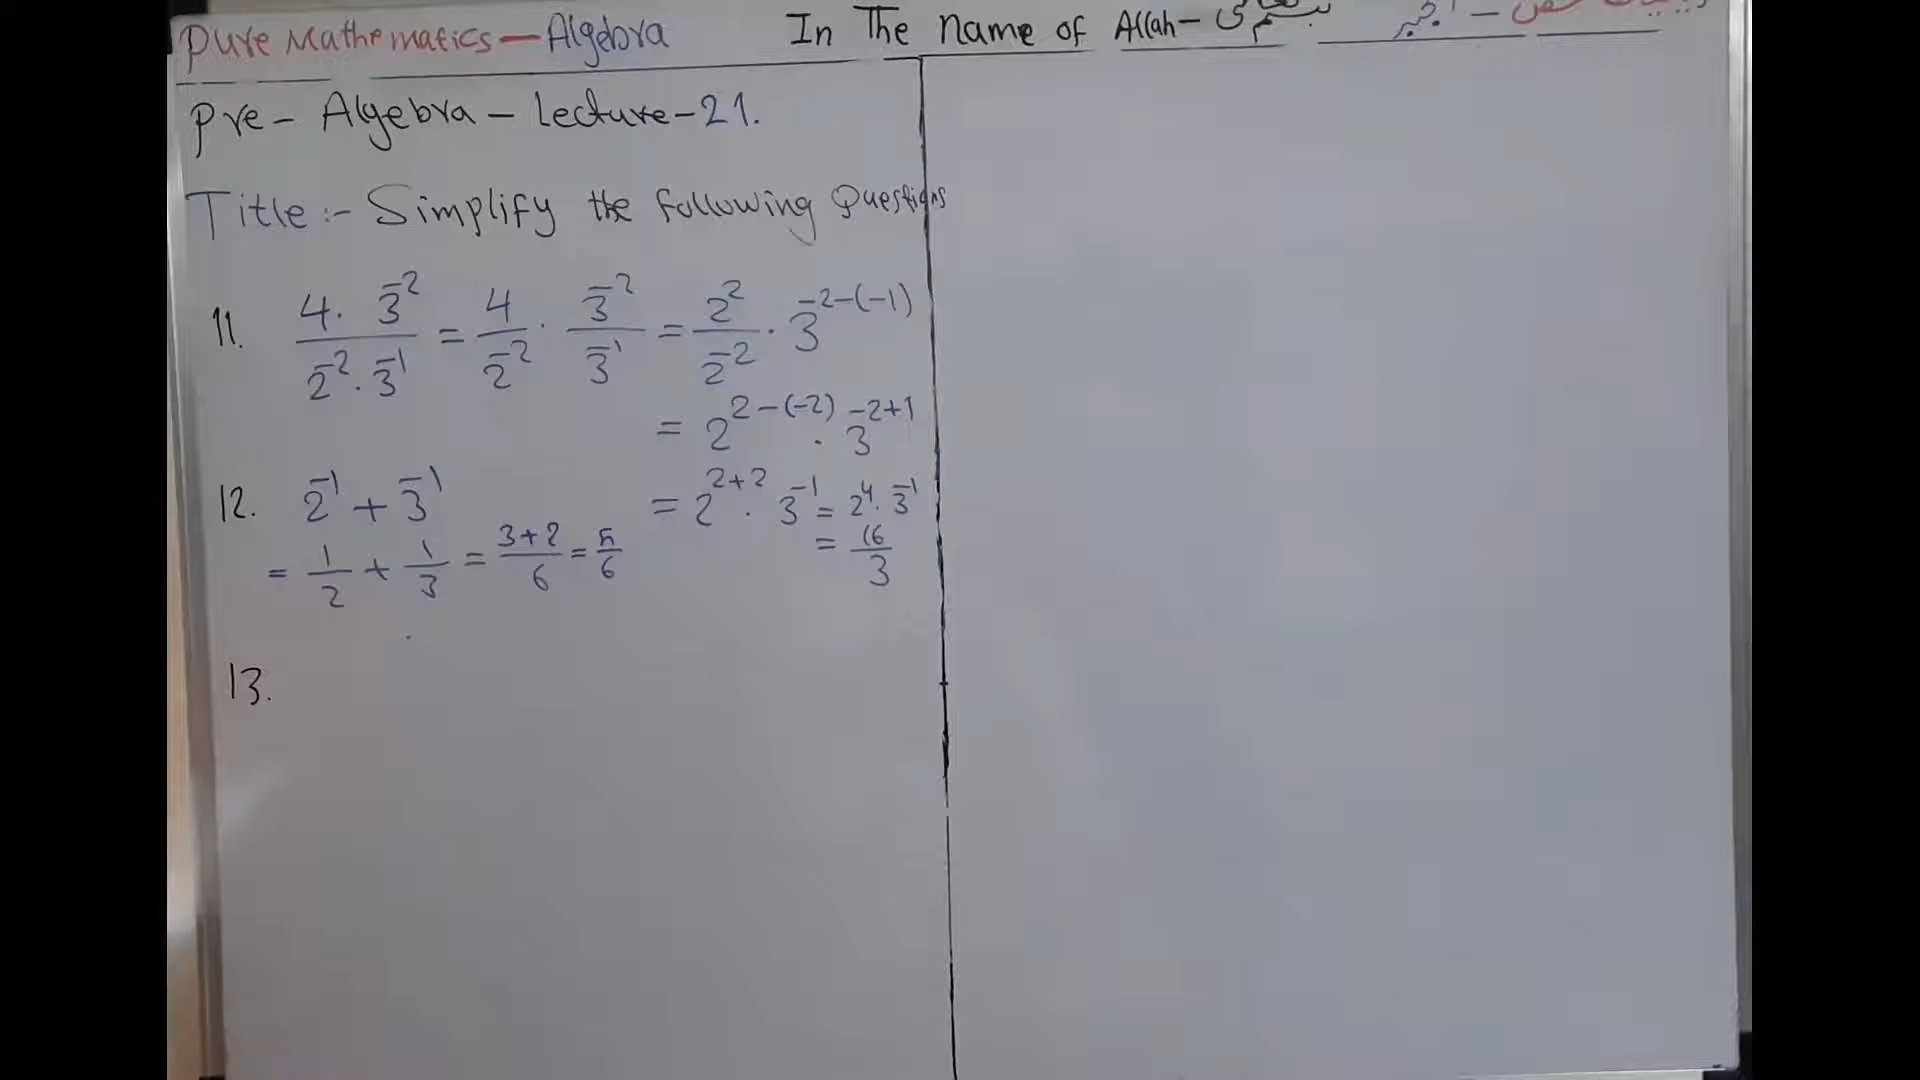 Pure Mathematics — Algebra In The Name of Allah —
Pre - Algebra - Lecture - 21.
Title :- Simplify the following Questions
11. (4 · 3⁻²)/(2⁻² · 3⁻¹) = 4/2⁻² · 3⁻²/3⁻¹ = 2²/2⁻² · 3⁻²⁻⁽⁻¹⁾
= 2²⁻⁽⁻²⁾ · 3⁻²⁺¹
= 2²⁺² · 3⁻¹ = 2⁴ · 3⁻¹
= 16/3
12. 2⁻¹ + 3⁻¹
= 1/2 + 1/3 = (3+2)/6 = 5/6
13.